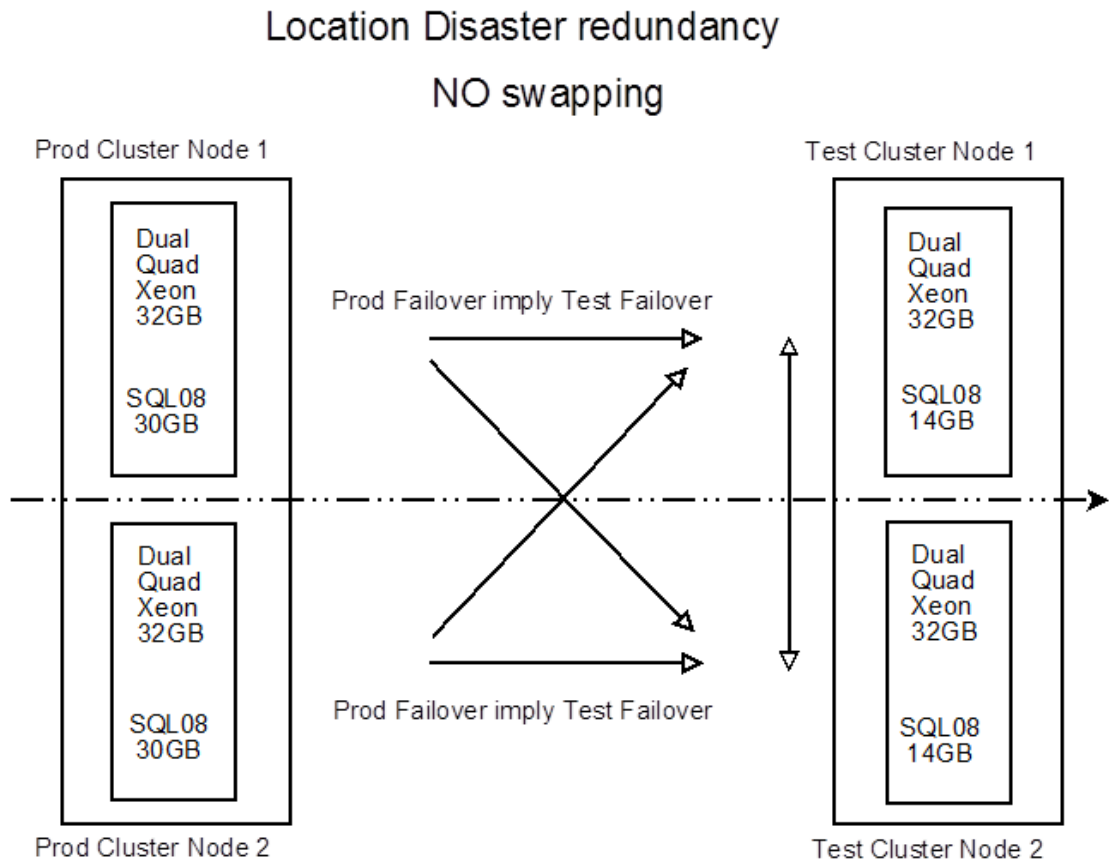 Location Disaster redundancy
NO swapping
Prod Cluster Node 1
Test Cluster Node 1
Dual
Quad
Xeon
32GB
SQL08
30GB
Prod Failover imply Test Failover
Dual
Quad
Xeon
32GB
SQL08
14GB
Dual
Quad
Xeon
32GB
SQL08
30GB
Prod Failover imply Test Failover
Dual
Quad
Xeon
32GB
SQL08
14GB
Prod Cluster Node 2
Test Cluster Node 2